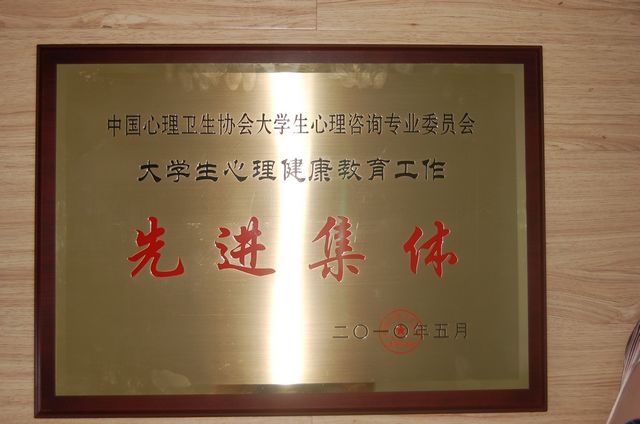 中国心理卫生协会大学生心理咨询专业委员会
大学生心理健康教育工作
先进集体
二〇一〇年五月